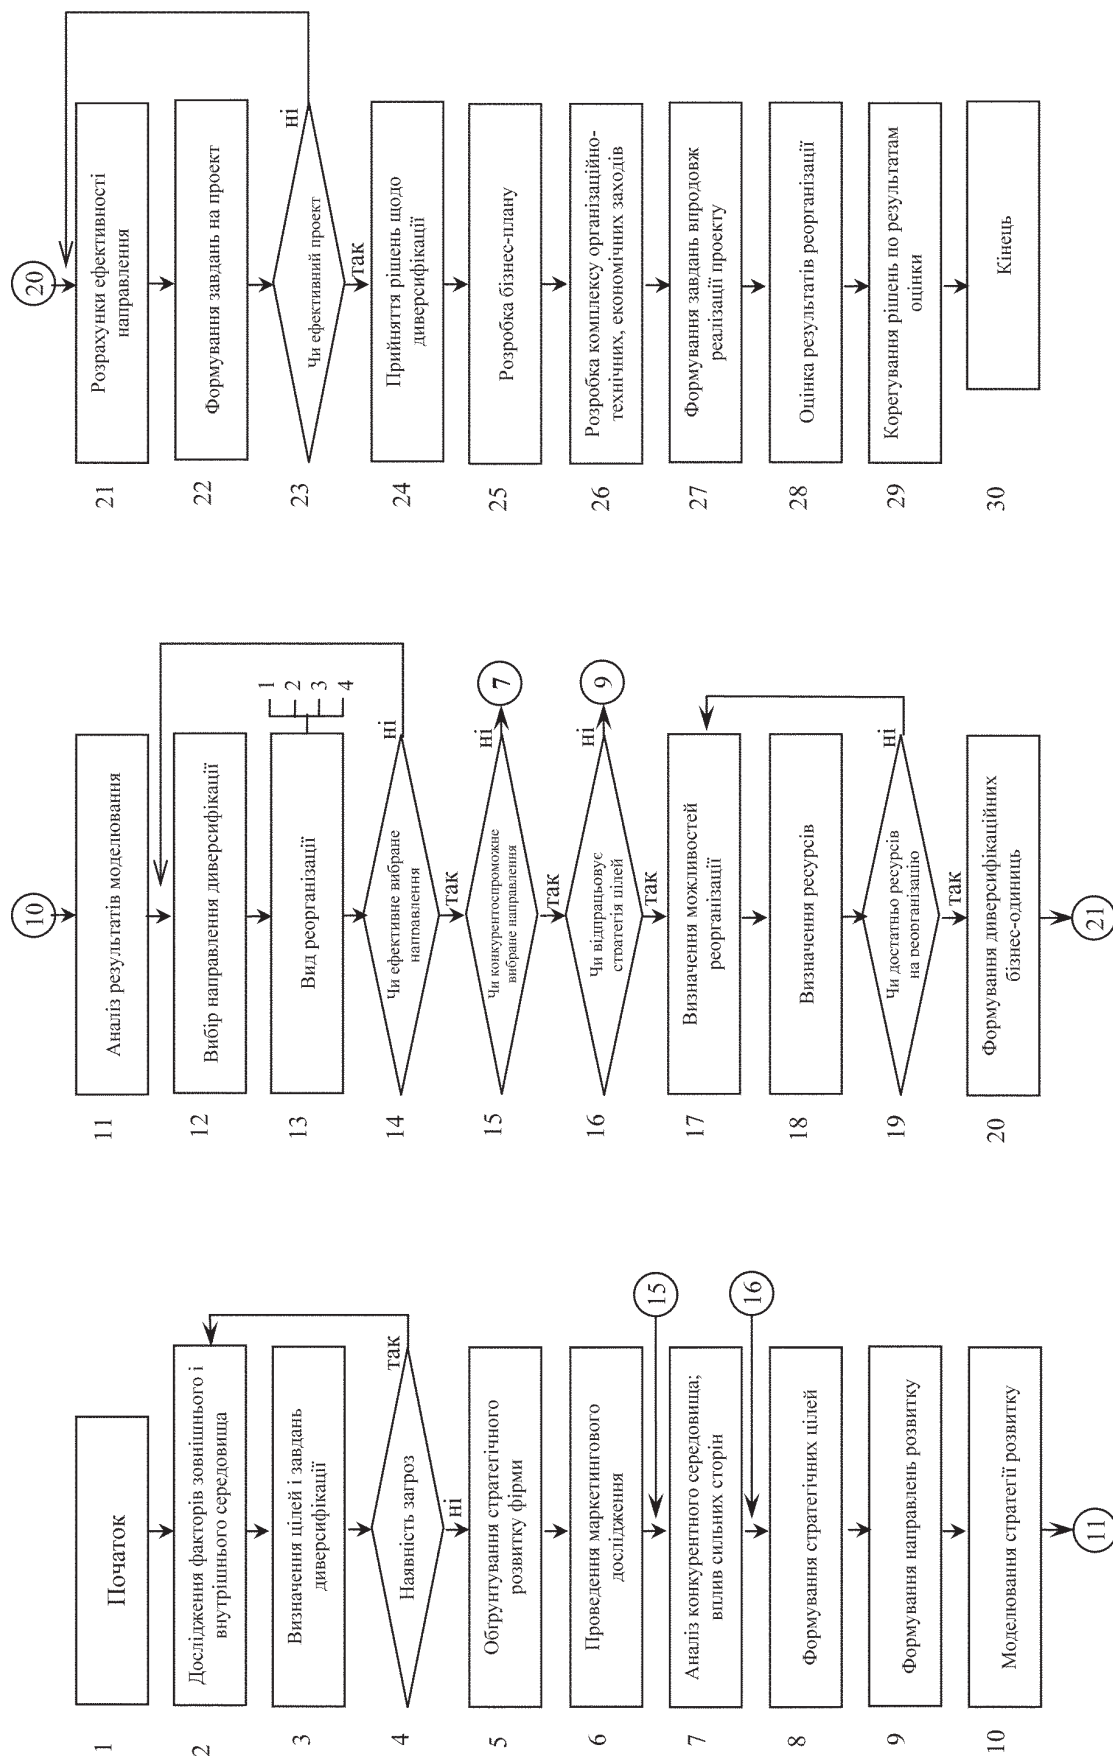 1
Початок
2
Дослідження факторів зовнішнього і
внутрішнього середовища
3
Визначення цілей і завдань
диверсифікації
4
Наявність загроз
так
ні
5
Обґрунтування стратегічного
розвитку фірми
6
Проведення маркетингового
дослідження
15
7
Аналіз конкурентного середовища;
вплив сильних сторін
16
8
Формування стратегічних цілей
9
Формування направлень розвитку
10
Моделювання стратегії розвитку
11
10
11
Аналіз результатів моделювання
12
Вибір направлення диверсифікації
13
Вид реорганізації
1
2
3
4
14
Чи ефективне вибране
направлення
ні
так
15
Чи конкурентоспроможне
вибране направлення
ні
7
так
16
Чи відпрацьовує
стратегія цілей
ні
9
так
17
Визначення можливостей
реорганізації
18
Визначення ресурсів
19
Чи достатньо ресурсів
на реорганізацію
ні
так
20
Формування диверсифікаційних
бізнес-одиниць
21
20
21
Розрахунки ефективності
направлення
22
Формування завдань на проект
23
Чи ефективний проект
ні
так
24
Прийняття рішень щодо
диверсифікації
25
Розробка бізнес-плану
26
Розробка комплексу організаційно-
технічних, економічних заходів
27
Формування завдань впродовж
реалізації проекту
28
Оцінка результатів реорганізації
29
Корегування рішень по результатам
оцінки
30
Кінець